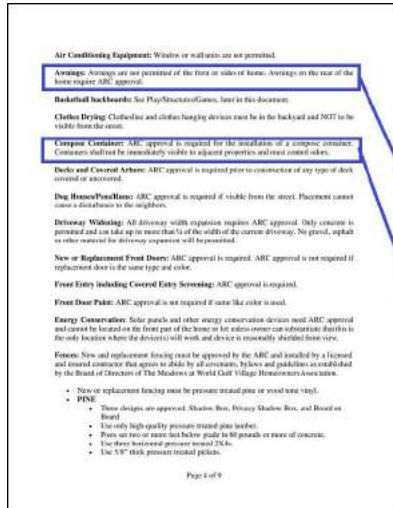 Air Conditioning Equipment: Window or wall units are not permitted.
Awnings: Awnings are not permitted of the front or sides of home. Awnings on the rear of the
home require ARC approval.
Basketball backboards: See Play/Structures/Games, later in this document.
Clothes Drying: Clothesline and clothes hanging devices must be in the backyard and NOT to be
visible from the street.
Compose Container: ARC approval is required for the installation of a compose container.
Containers shall not be immediately visible to adjacent properties and must control odors.
Decks and Covered Arbors: ARC approval is required prior to construction of any type of deck
covered or uncovered.
Dog Houses/Pens/Runs: ARC approval is required if visible from the street. Placement cannot
cause a disturbance to the neighbors.
Driveway Widening: All driveway width expansion requires ARC approval. Only concrete is
permitted and can take up no more than ¼ of the width of the current driveway. No gravel, asphalt
or other material for driveway expansion will be permitted.
New or Replacement Front Doors: ARC approval is required. ARC approval is not required if
replacement door is the same type and color.
Front Entry including Covered Entry Screening: ARC approval is required.
Front Door Paint: ARC approval is not required if same like color is used.
Energy Conservation: Solar panels and other energy conservation devices need ARC approval
and cannot be located on the front part of the home or lot unless owner can substantiate that this is
the only location where the device(s) will work and device is reasonably shielded from view.
Fences: New and replacement fencing must be approved by the ARC and installed by a licensed
and insured contractor that agrees to abide by all covenants, bylaws and guidelines as established
by the Board of Directors of The Meadows at World Golf Village Homeowners Association.
• New or replacement fencing must be pressure treated pine or wood tone vinyl.
• PINE
• Three designs are approved. Shadow Box, Privacy Shadow Box, and Board on
Board
• Use only high-quality pressure treated pine lumber.
• Posts set two or more feet below grade in 80 pounds or more of concrete.
• Use three horizontal pressure treated 2X4s.
• Use 5/8" thick pressure treated pickets.
Page 4 of 9